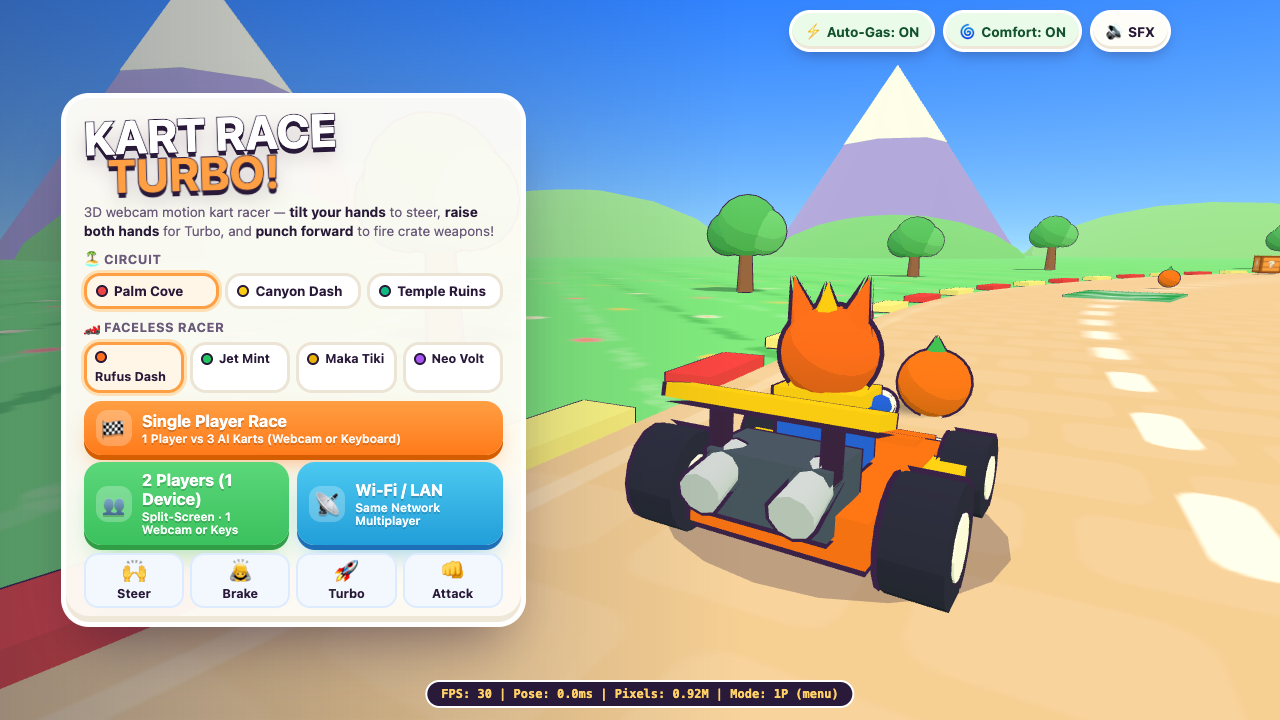 ⚡ Auto-Gas: ON
🌀 Comfort: ON
🔈 SFX
KART RACE
TURBO!
3D webcam motion kart racer — tilt your hands to steer, raise
both hands for Turbo, and punch forward to fire crate weapons!
🏝️ CIRCUIT
Palm Cove
Canyon Dash
Temple Ruins
🏎️ FACELESS RACER
Rufus Dash
Jet Mint
Maka Tiki
Neo Volt
Single Player Race
1 Player vs 3 AI Karts (Webcam or Keyboard)
2 Players (1
Device)
Split-Screen · 1
Webcam or Keys
Wi-Fi / LAN
Same Network
Multiplayer
Steer
Brake
Turbo
Attack
?
FPS: 30 | Pose: 0.0ms | Pixels: 0.92M | Mode: 1P (menu)